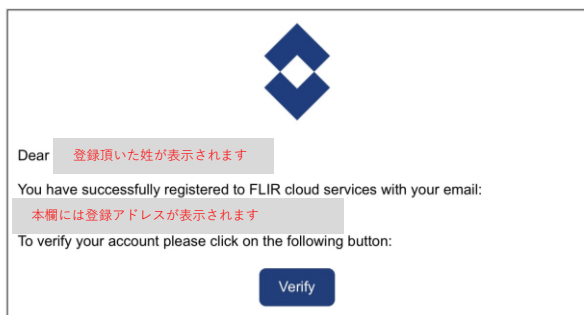 Dear 登録頂いた姓が表示されます
You have successfully registered to FLIR cloud services with your email:
本欄には登録アドレスが表示されます
To verify your account please click on the following button:
Verify